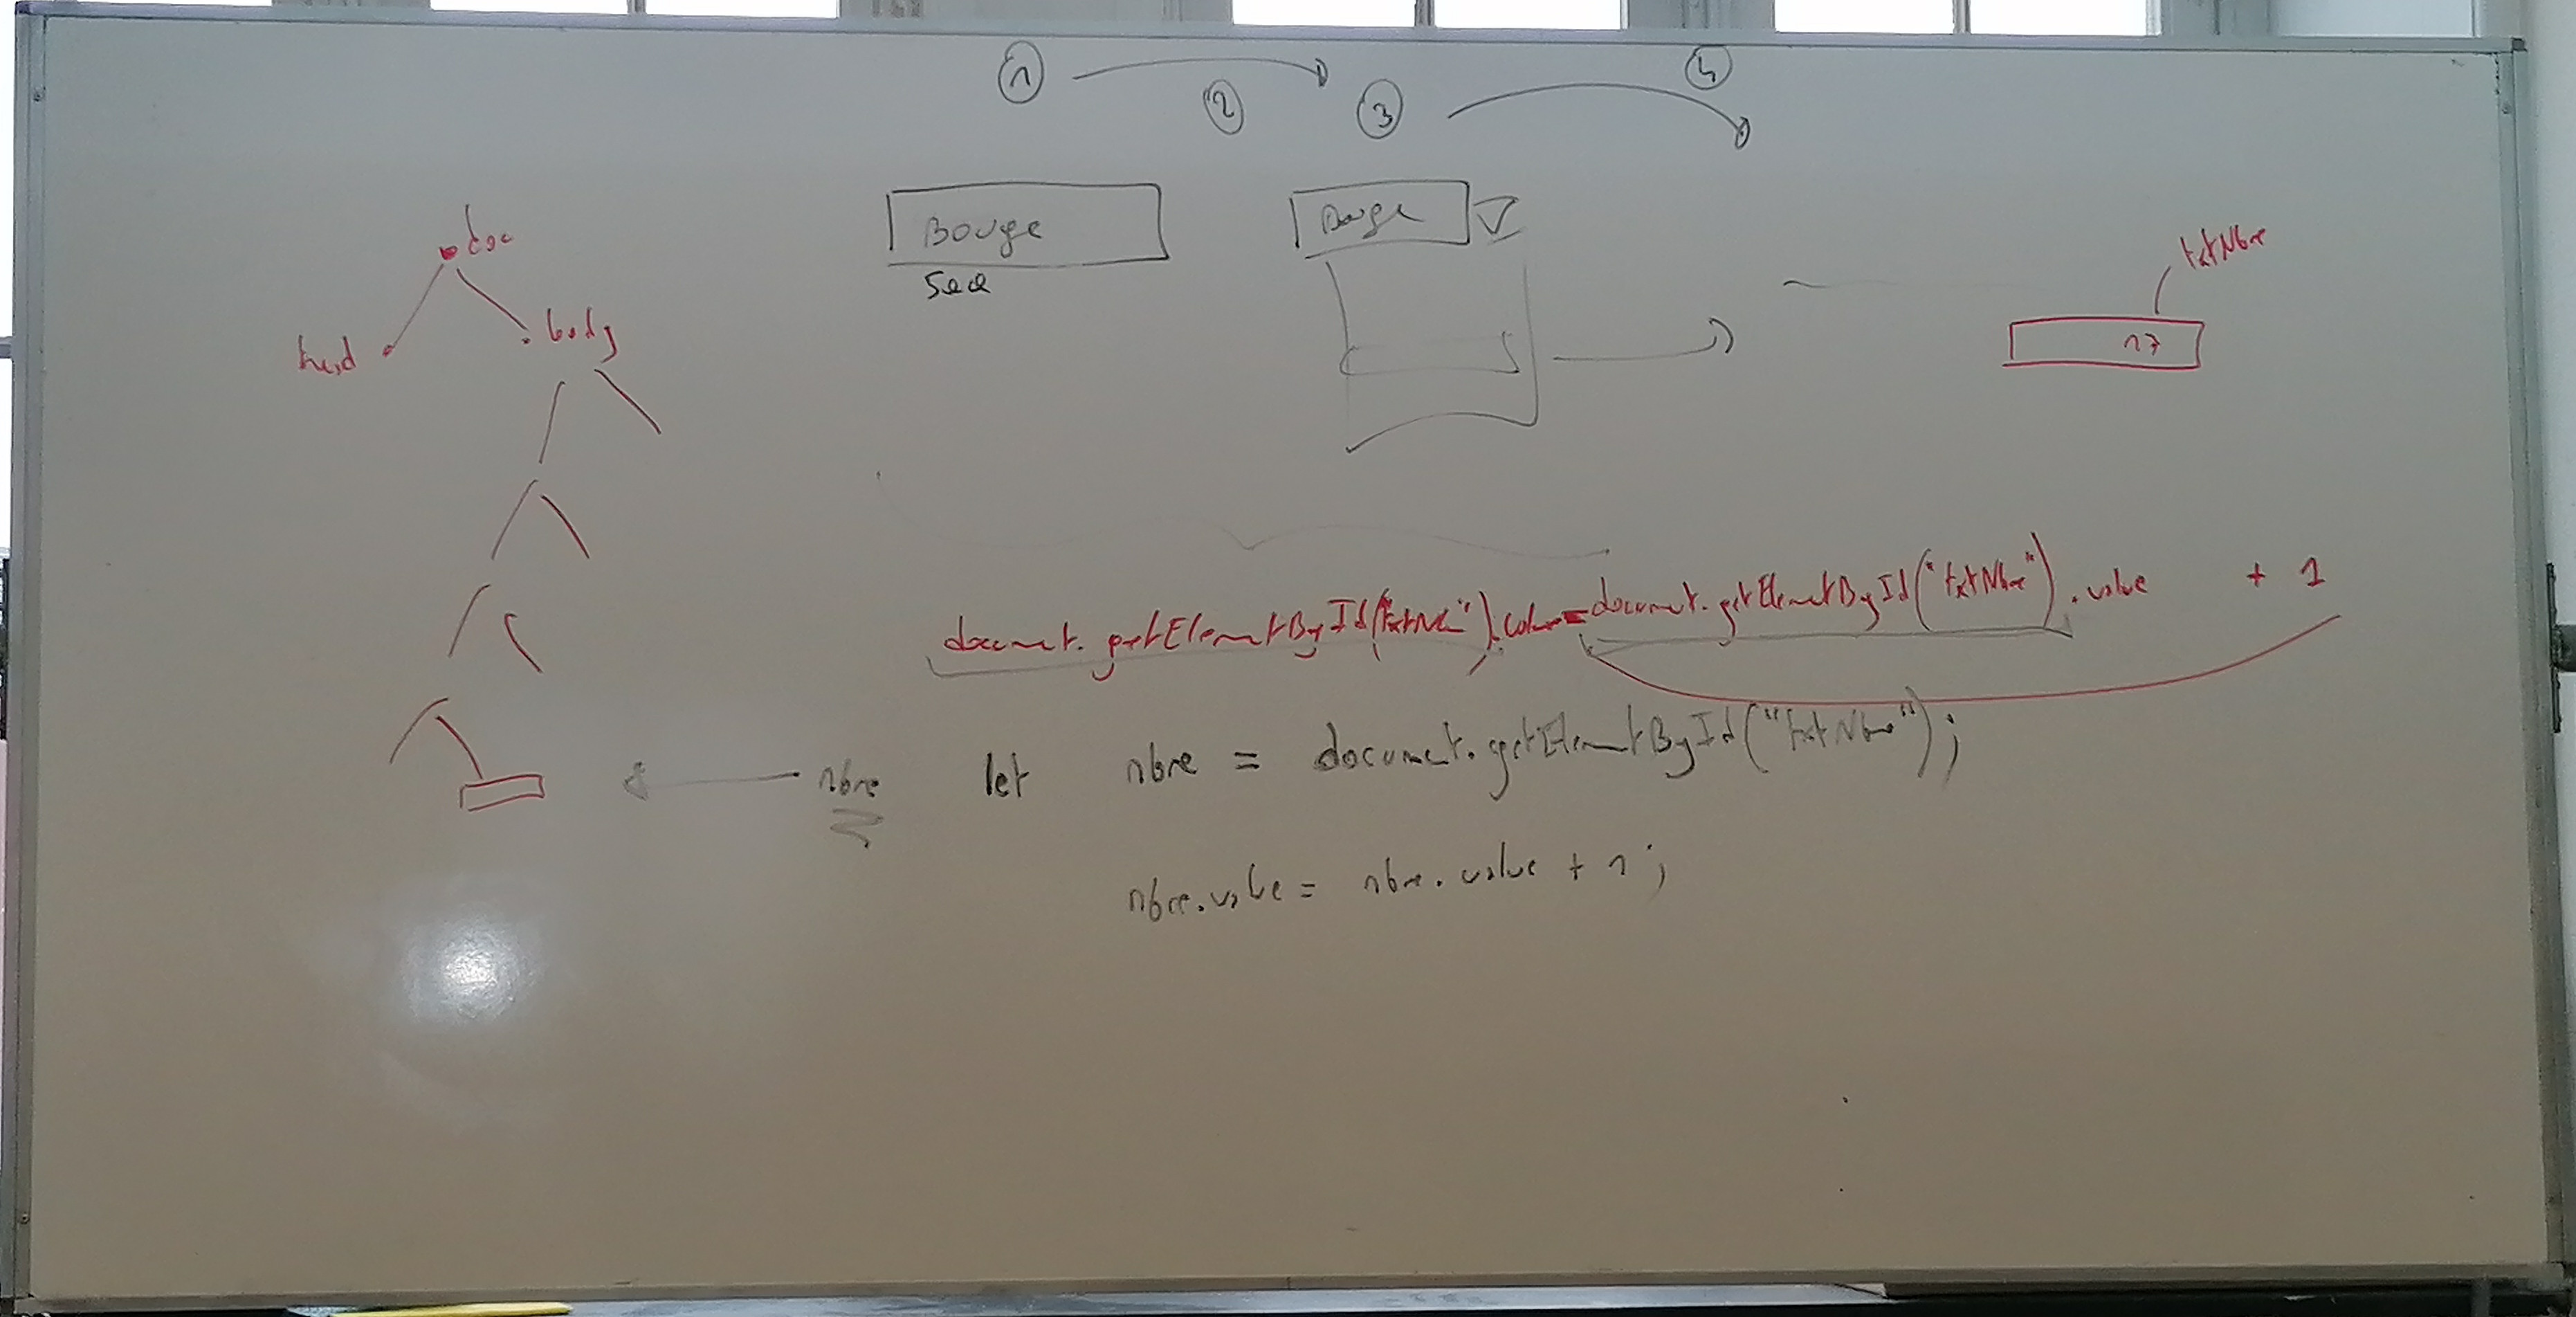 1 2 3 4
doc
head body
Bouge
Bouge
txtNbre
17
document.getElementById("txtNbre").value = document.getElementById("txtNbre").value + 1
nbre let nbre = document.getElementById("txtNbre");
nbre.value = nbre.value + 1;